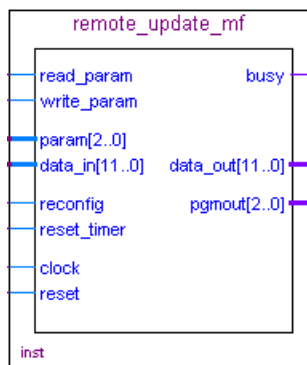 remote_update_mf
read_param busy
write_param
param[2..0]
data_in[11..0] data_out[11..0]
reconfig pgmout[2..0]
reset_timer
clock
reset
inst